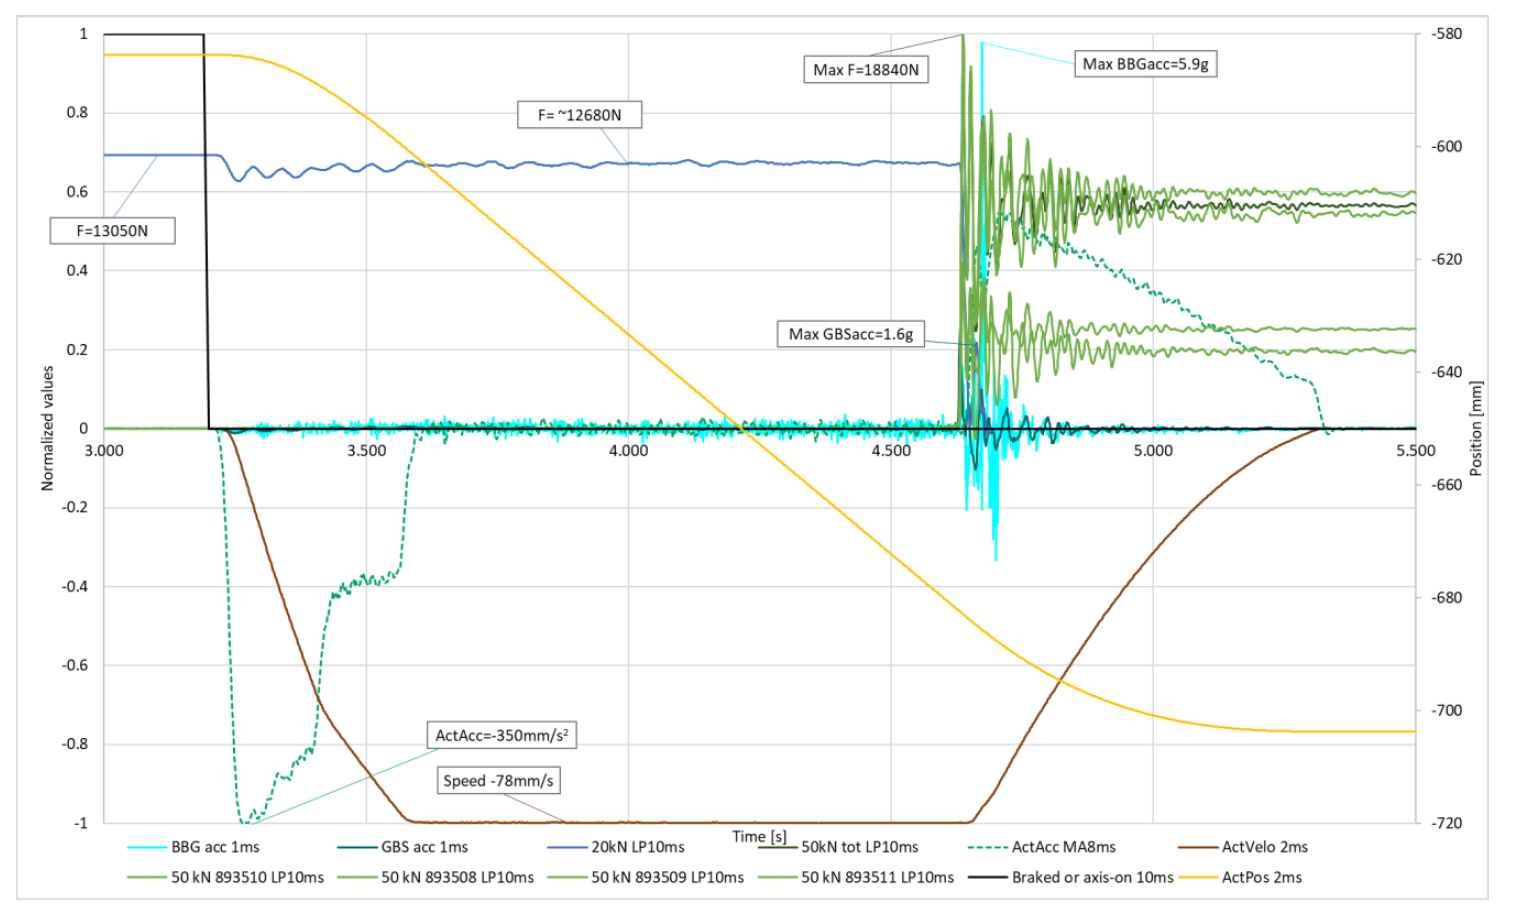 1
-580
Max F=18840N
Max BBGacc=5.9g
0.8
F= ~12680N
-600
0.6
F=13050N
-620
0.4
0.2
Max GBSacc=1.6g
-640
0
3.000
3.500
4.000
4.500
5.000
5.500
Normalized values
Position [mm]
-660
-0.2
-0.4
-680
-0.6
-700
-0.8
ActAcc=-350mm/s²
Speed -78mm/s
-1
-720
Time [s]
BBG acc 1ms
GBS acc 1ms
20kN LP10ms
50kN tot LP10ms
ActAcc MA8ms
ActVelo 2ms
50 kN 893510 LP10ms
50 kN 893508 LP10ms
50 kN 893509 LP10ms
50 kN 893511 LP10ms
Braked or axis-on 10ms
ActPos 2ms